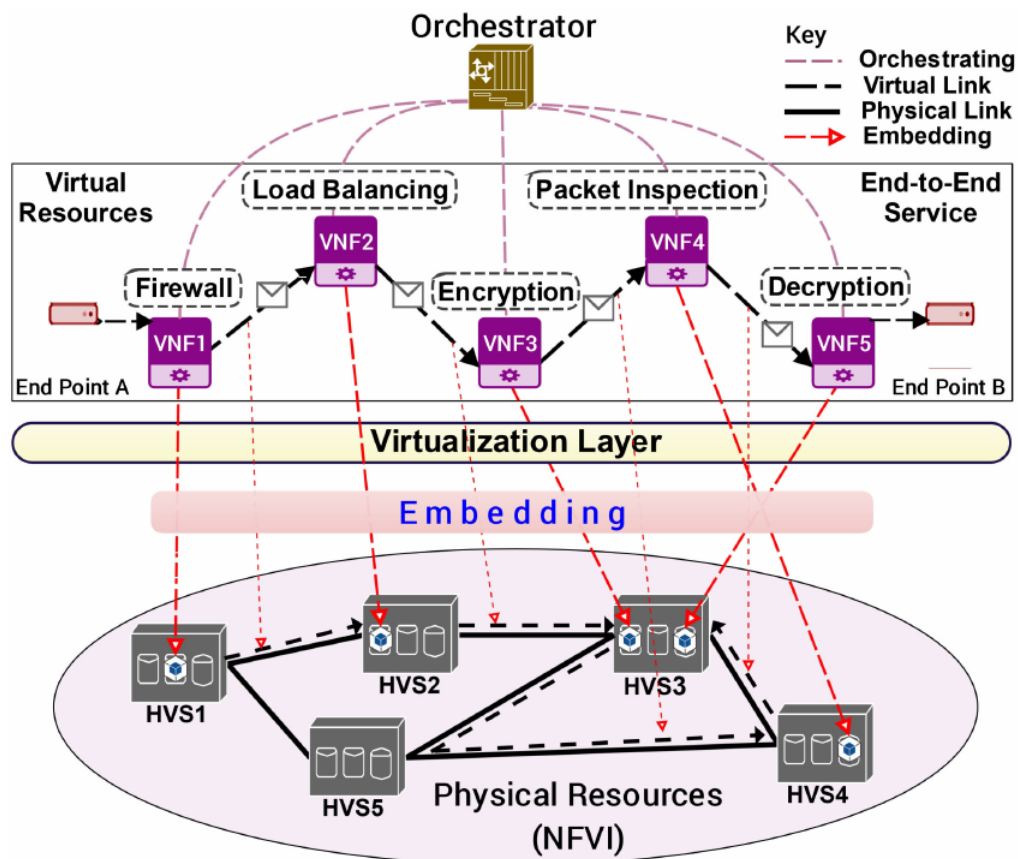 Orchestrator
Key
Orchestrating
Virtual Link
Physical Link
Embedding
Virtual
Resources
Load Balancing
Packet Inspection
End-to-End
Service
VNF2
VNF4
Firewall
Encryption
Decryption
VNF1
VNF3
VNF5
End Point A
End Point B
Virtualization Layer
Embedding
HVS1
HVS2
HVS3
HVS5
HVS4
Physical Resources
(NFVI)